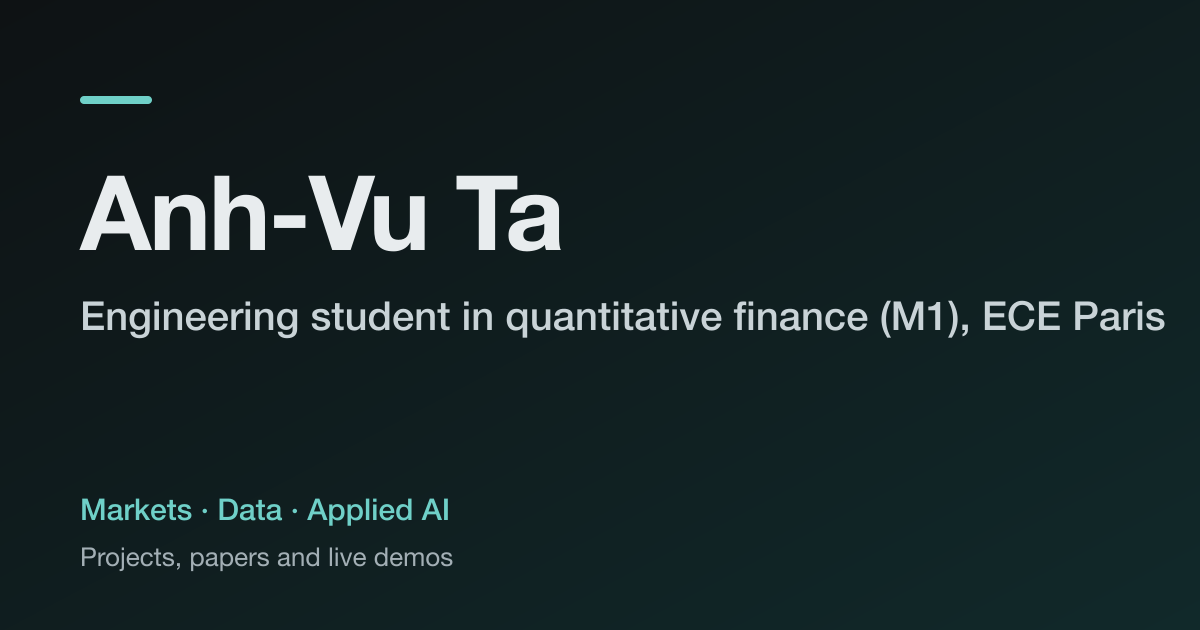 Anh-Vu Ta
Engineering student in quantitative finance (M1), ECE Paris
Markets · Data · Applied AI
Projects, papers and live demos